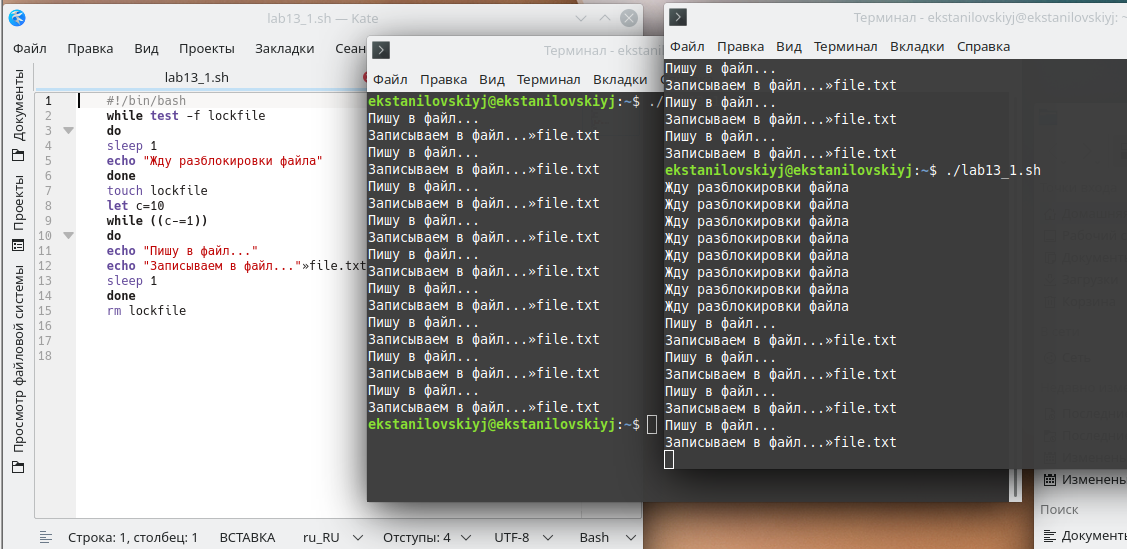 lab13_1.sh — Kate
Файл Правка Вид Проекты Закладки Сеан
lab13_1.sh
Документы
Проекты
Просмотр файловой системы
1 #!/bin/bash
2 while test -f lockfile
3 do
4 sleep 1
5 echo "Жду разблокировки файла"
6 done
7 touch lockfile
8 let c=10
9 while ((c-=1))
10 do
11 echo "Пишу в файл..."
12 echo "Записываем в файл..."»file.txt
13 sleep 1
14 done
15 rm lockfile
16
17
18
Строка: 1, столбец: 1 ВСТАВКА ru_RU Отступы: 4 UTF-8 Bash
Терминал - ekstanil
Файл Правка Вид Терминал Вкладки
ekstanilovskiyj@ekstanilovskiyj:~$ ./
Пишу в файл...
Записываем в файл...»file.txt
Пишу в файл...
Записываем в файл...»file.txt
Пишу в файл...
Записываем в файл...»file.txt
Пишу в файл...
Записываем в файл...»file.txt
Пишу в файл...
Записываем в файл...»file.txt
Пишу в файл...
Записываем в файл...»file.txt
Пишу в файл...
Записываем в файл...»file.txt
Пишу в файл...
Записываем в файл...»file.txt
Пишу в файл...
Записываем в файл...»file.txt
ekstanilovskiyj@ekstanilovskiyj:~$
Терминал - ekstanilovskiyj@ekstanilovskiyj: ~
Файл Правка Вид Терминал Вкладки Справка
Пишу в файл...
Записываем в файл...»file.txt
Пишу в файл...
Записываем в файл...»file.txt
Пишу в файл...
Записываем в файл...»file.txt
ekstanilovskiyj@ekstanilovskiyj:~$ ./lab13_1.sh
Жду разблокировки файла
Жду разблокировки файла
Жду разблокировки файла
Жду разблокировки файла
Жду разблокировки файла
Жду разблокировки файла
Жду разблокировки файла
Жду разблокировки файла
Пишу в файл...
Записываем в файл...»file.txt
Пишу в файл...
Записываем в файл...»file.txt
Пишу в файл...
Записываем в файл...»file.txt
Пишу в файл...
Записываем в файл...»file.txt
Изменены
Поиск
Документы